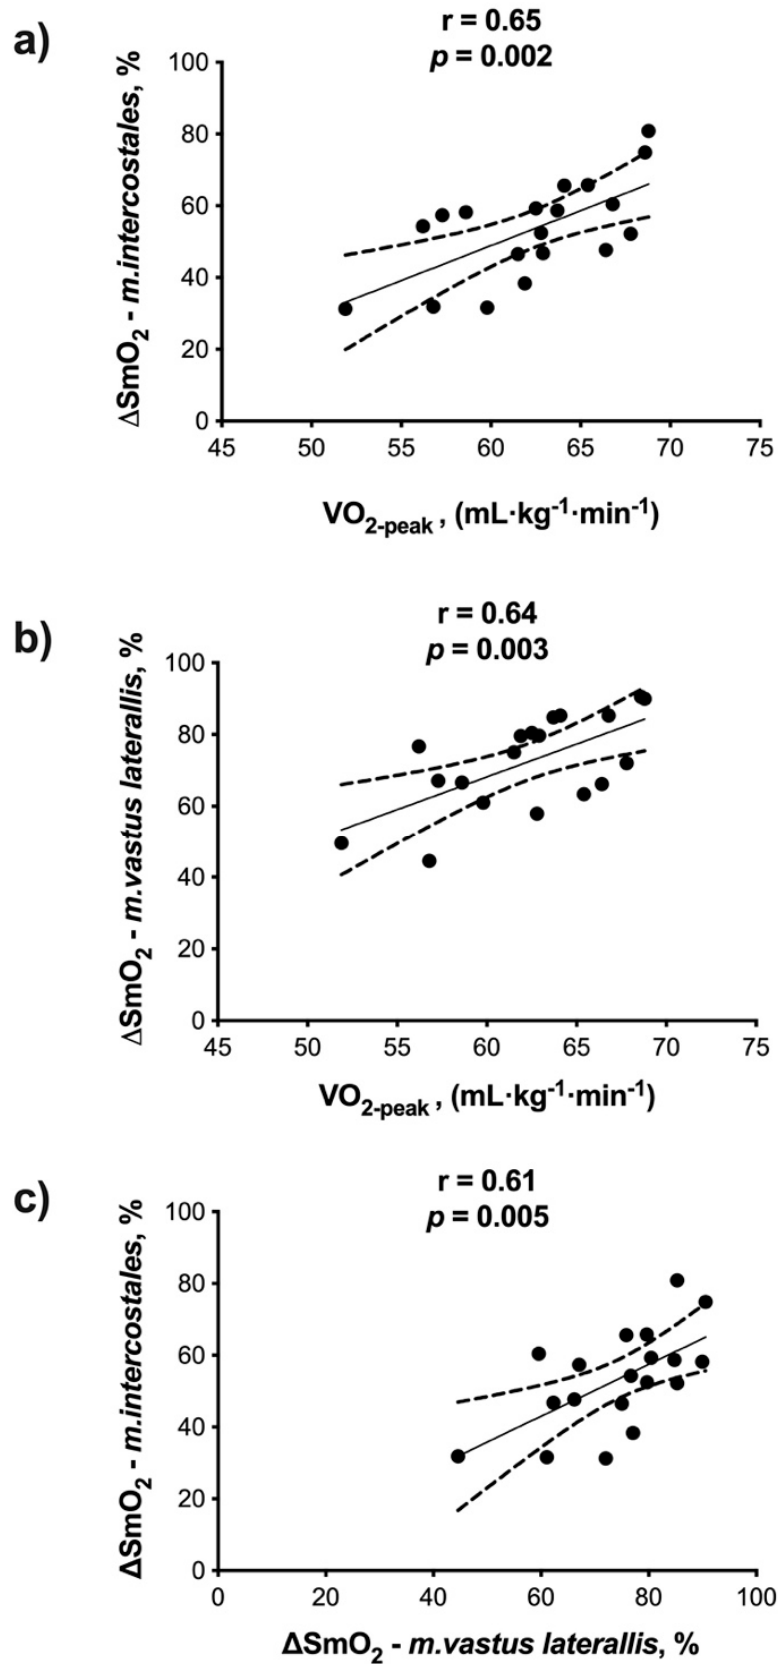 a)
r = 0.65
p = 0.002
ΔSmO2 - m.intercostales, %
100
80
60
40
20
0
45 50 55 60 65 70 75
VO2-peak , (mL·kg-1·min-1)
b)
r = 0.64
p = 0.003
ΔSmO2 - m.vastus laterallis, %
100
80
60
40
20
0
45 50 55 60 65 70 75
VO2-peak , (mL·kg-1·min-1)
c)
r = 0.61
p = 0.005
ΔSmO2 - m.intercostales, %
100
80
60
40
20
0
0 20 40 60 80 100
ΔSmO2 - m.vastus laterallis, %